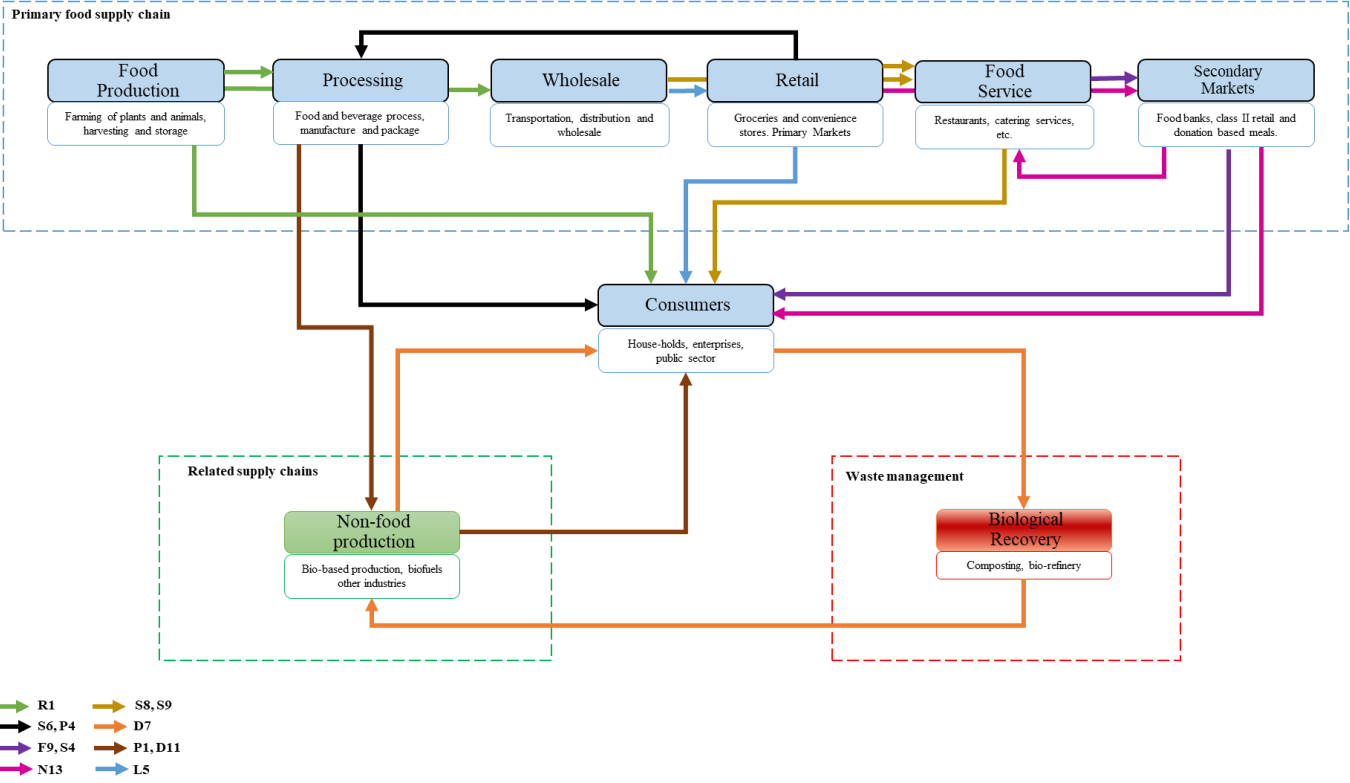 Primary food supply chain
Food
Production
Farming of plants and animals,
harvesting and storage
Processing
Food and beverage process,
manufacture and package
Wholesale
Transportation, distribution and
wholesale
Retail
Groceries and convenience
stores. Primary Markets
Food
Service
Restaurants, catering services,
etc.
Secondary
Markets
Food banks, class II retail and
donation based meals.
Consumers
House-holds, enterprises,
public sector
Related supply chains
Non-food
production
Bio-based production, biofuels
other industries
Waste management
Biological
Recovery
Composting, bio-refinery
R1
S6, P4
F9, S4
N13
S8, S9
D7
P1, D11
L5